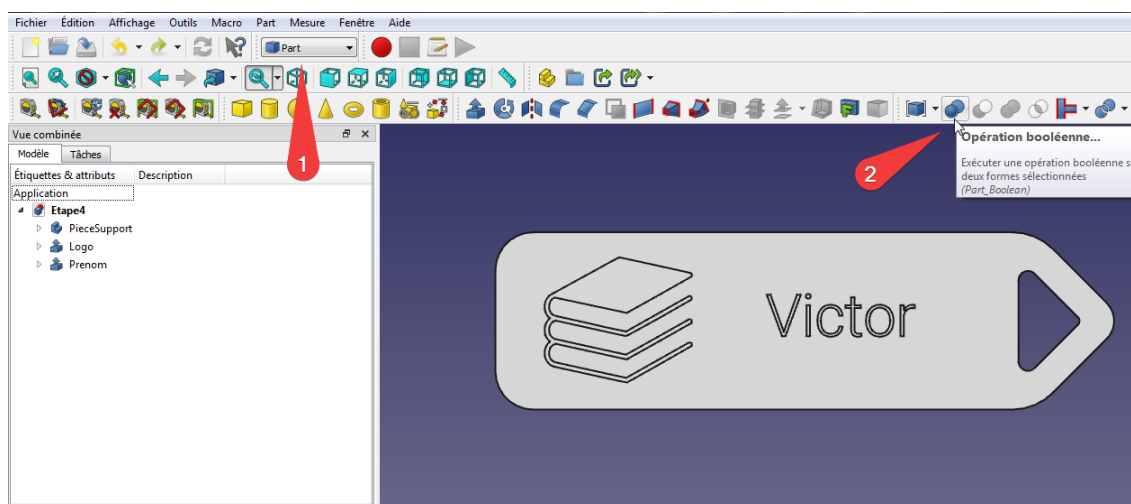 Fichier Édition Affichage Outils Macro Part Mesure Fenêtre Aide
Part
1
2
Vue combinée
Modèle Tâches
Étiquettes & attributs Description
Application
Etape4
PieceSupport
Logo
Prenom
Opération booléenne...
Exécuter une opération booléenne s
deux formes sélectionnées
(Part_Boolean)
Victor